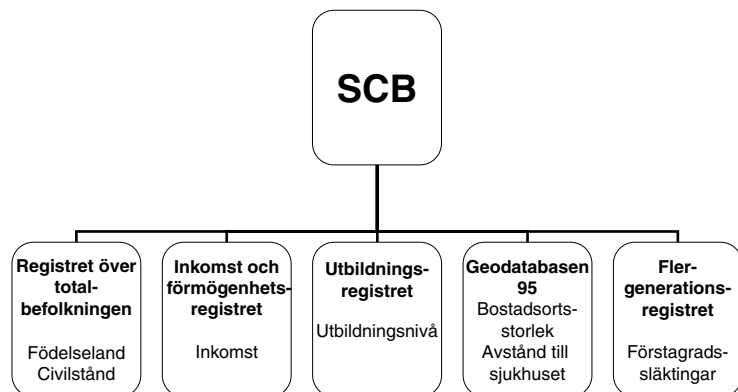 SCB
Registret över
total-
befolkningen
Födelseland
Civilstånd
Inkomst och
förmögenhets-
registret
Inkomst
Utbildnings-
registret
Utbildningsnivå
Geodatabasen
95
Bostadsorts-
storlek
Avstånd till
sjukhuset
Fler-
generations-
registret
Förstagrads-
släktingar